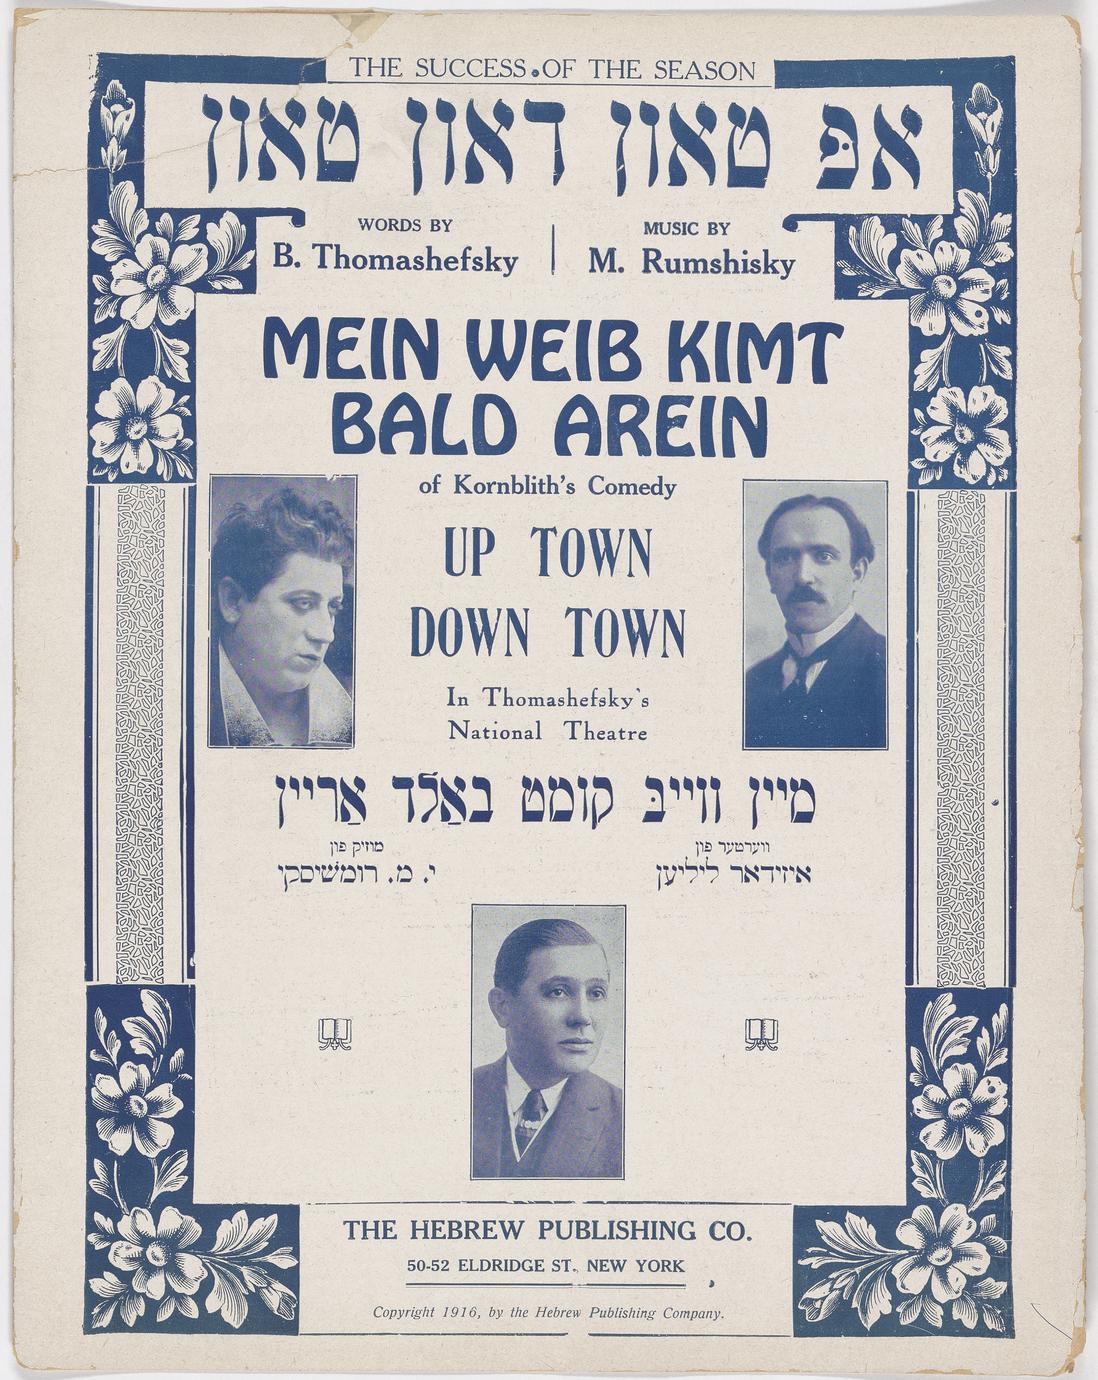 THE SUCCESS OF THE SEASON
אפּ טאון דאון טאון
WORDS BY
B. Thomashefsky
MUSIC BY
M. Rumshisky
MEIN WEIB KIMT
BALD AREIN
of Kornblith's Comedy
UP TOWN
DOWN TOWN
In Thomashefsky's
National Theatre
מיין ווייבּ קומט באַלד אַריין
ווערטער פון
איזידאר ליליען
מוזיק פון
י. מ. רומשיסקי
THE HEBREW PUBLISHING CO.
50-52 ELDRIDGE ST. NEW YORK
Copyright 1916, by the Hebrew Publishing Company.